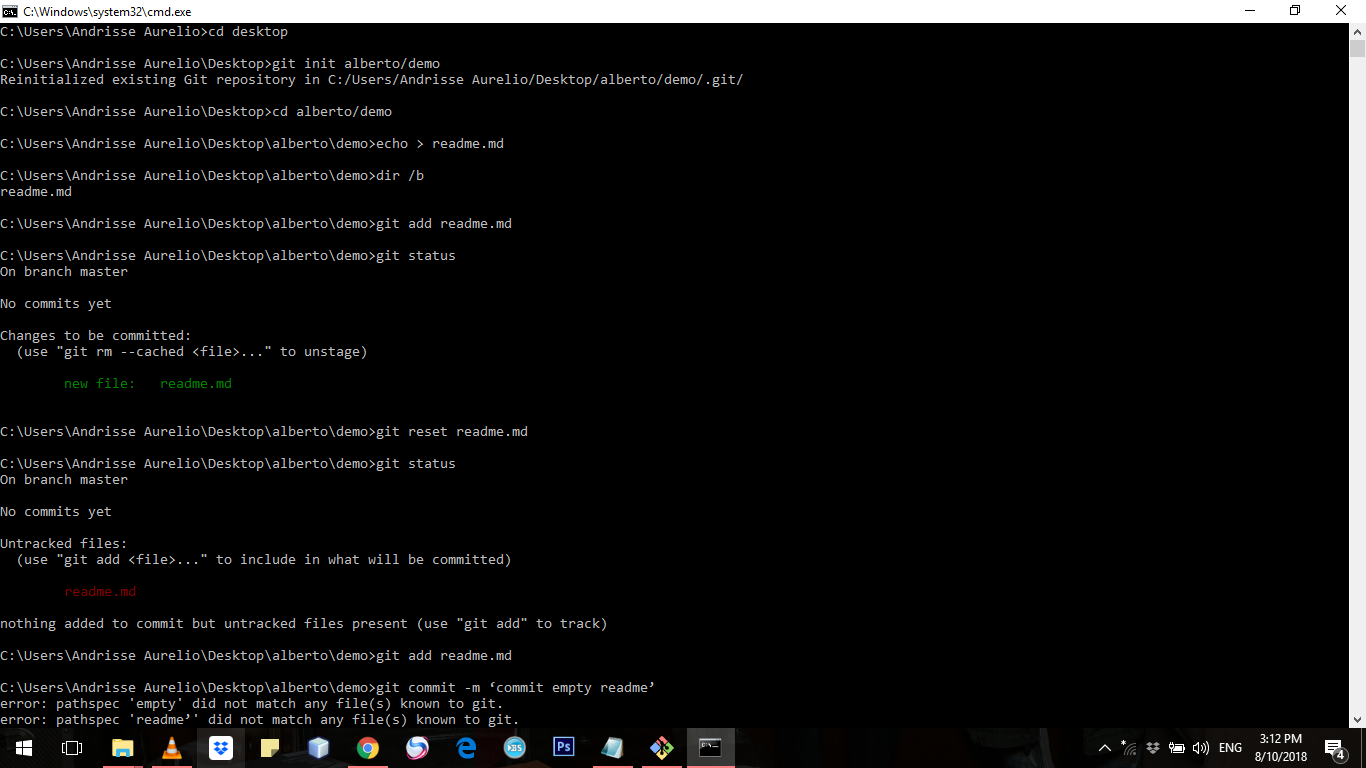 C:\Windows\system32\cmd.exe
C:\Users\Andrisse Aurelio>cd desktop
C:\Users\Andrisse Aurelio\Desktop>git init alberto/demo
Reinitialized existing Git repository in C:/Users/Andrisse Aurelio/Desktop/alberto/demo/.git/
C:\Users\Andrisse Aurelio\Desktop>cd alberto/demo
C:\Users\Andrisse Aurelio\Desktop\alberto\demo>echo > readme.md
C:\Users\Andrisse Aurelio\Desktop\alberto\demo>dir /b
readme.md
C:\Users\Andrisse Aurelio\Desktop\alberto\demo>git add readme.md
C:\Users\Andrisse Aurelio\Desktop\alberto\demo>git status
On branch master
No commits yet
Changes to be committed:
  (use "git rm --cached <file>..." to unstage)
        new file:   readme.md
C:\Users\Andrisse Aurelio\Desktop\alberto\demo>git reset readme.md
C:\Users\Andrisse Aurelio\Desktop\alberto\demo>git status
On branch master
No commits yet
Untracked files:
  (use "git add <file>..." to include in what will be committed)
        readme.md
nothing added to commit but untracked files present (use "git add" to track)
C:\Users\Andrisse Aurelio\Desktop\alberto\demo>git add readme.md
C:\Users\Andrisse Aurelio\Desktop\alberto\demo>git commit -m ‘commit empty readme’
error: pathspec 'empty' did not match any file(s) known to git.
error: pathspec 'readme’' did not match any file(s) known to git.
BS
Ps
C:\.
ENG
3:12 PM
8/10/2018
4